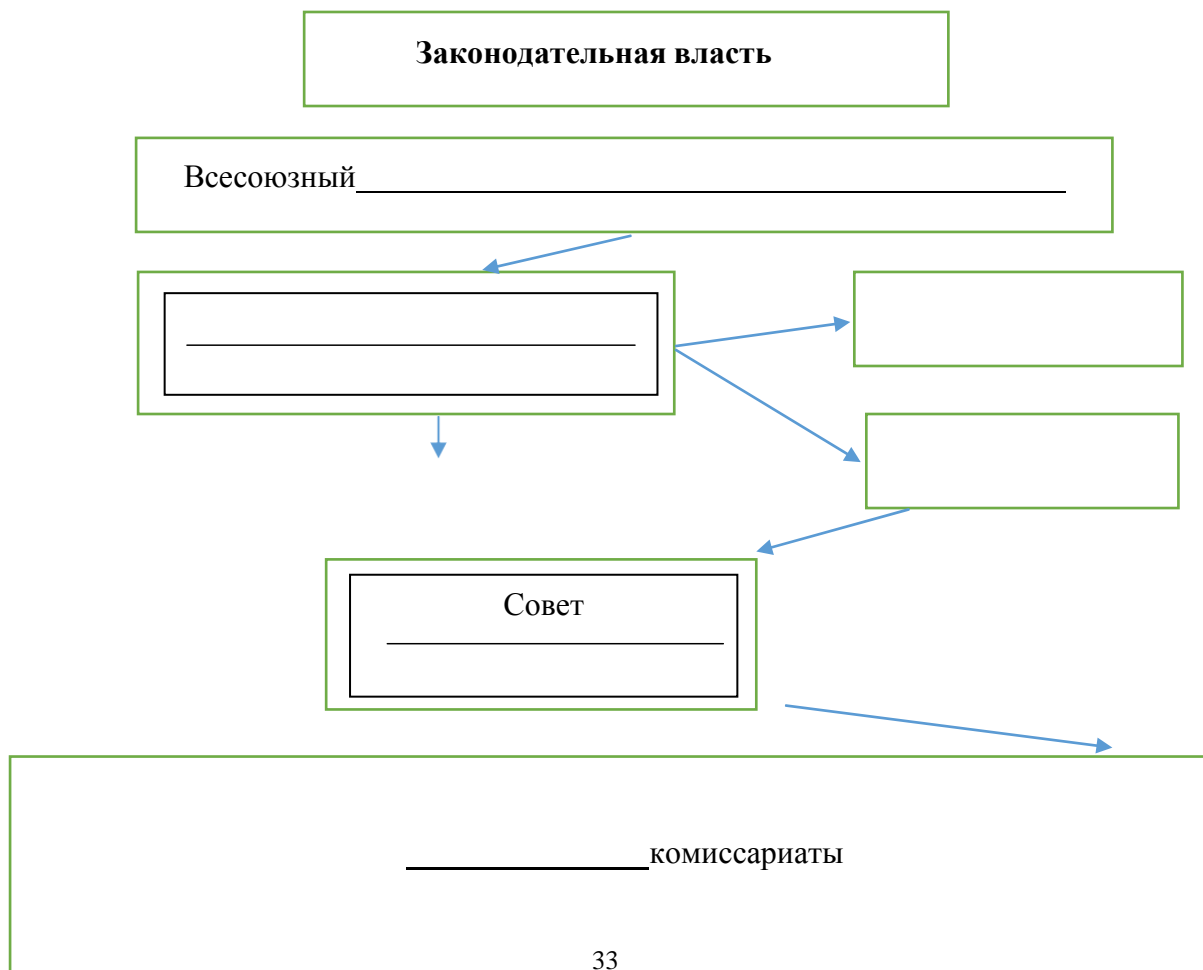 Законодательная власть
Всесоюзный
Совет
комиссариаты
33